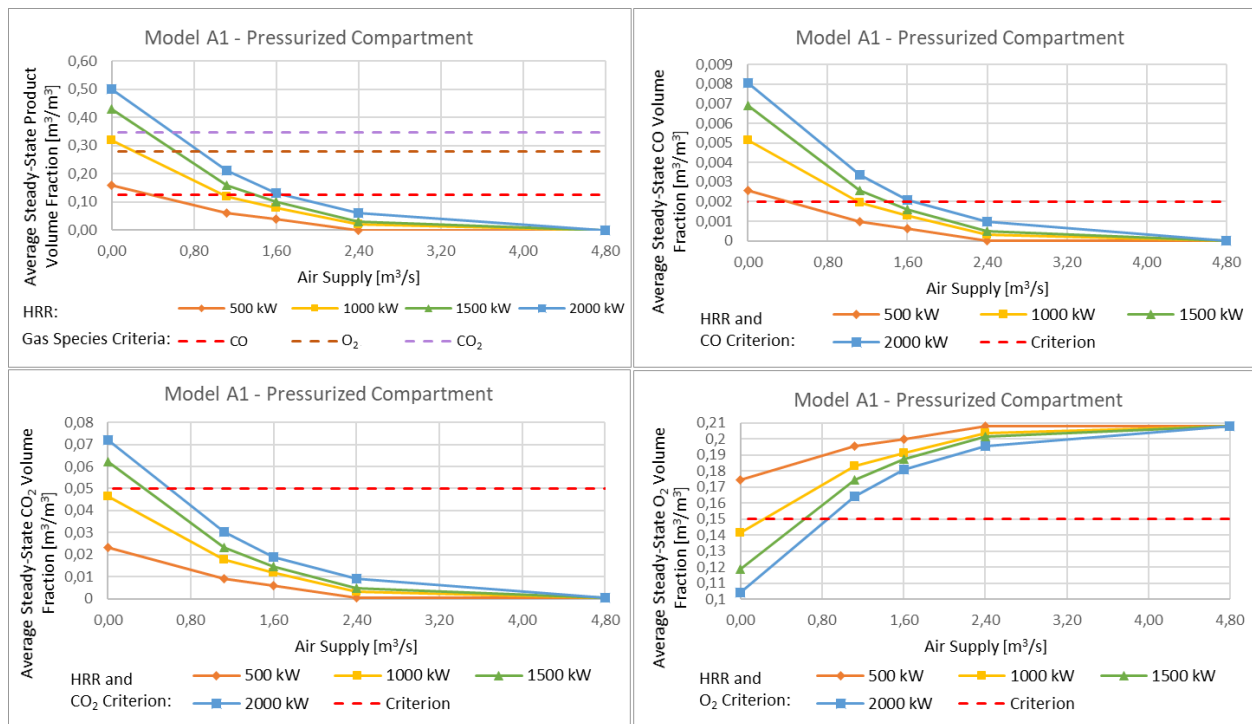 Model A1 - Pressurized Compartment
Average Steady-State Product
Volume Fraction [m³/m³]
0,60
0,50
0,40
0,30
0,20
0,10
0,00
0,00 0,80 1,60 2,40 3,20 4,00 4,80
Air Supply [m³/s]
HRR: 500 kW 1000 kW 1500 kW 2000 kW
Gas Species Criteria: CO O₂ CO₂
Model A1 - Pressurized Compartment
Average Steady-State CO Volume
Fraction [m³/m³]
0,009
0,008
0,007
0,006
0,005
0,004
0,003
0,002
0,001
0
0,00 0,80 1,60 2,40 3,20 4,00 4,80
Air Supply [m³/s]
HRR and 500 kW 1000 kW 1500 kW
CO Criterion: 2000 kW Criterion
Model A1 - Pressurized Compartment
Average Steady-State CO₂ Volume
Fraction [m³/m³]
0,08
0,07
0,06
0,05
0,04
0,03
0,02
0,01
0
0,00 0,80 1,60 2,40 3,20 4,00 4,80
Air Supply [m³/s]
HRR and 500 kW 1000 kW 1500 kW
CO₂ Criterion: 2000 kW Criterion
Model A1 - Pressurized Compartment
Average Steady-State O₂ Volume
Fraction [m³/m³]
0,21
0,2
0,19
0,18
0,17
0,16
0,15
0,14
0,13
0,12
0,11
0,1
0,00 0,80 1,60 2,40 3,20 4,00 4,80
Air Supply [m³/s]
HRR and 500 kW 1000 kW 1500 kW
O₂ Criterion: 2000 kW Criterion